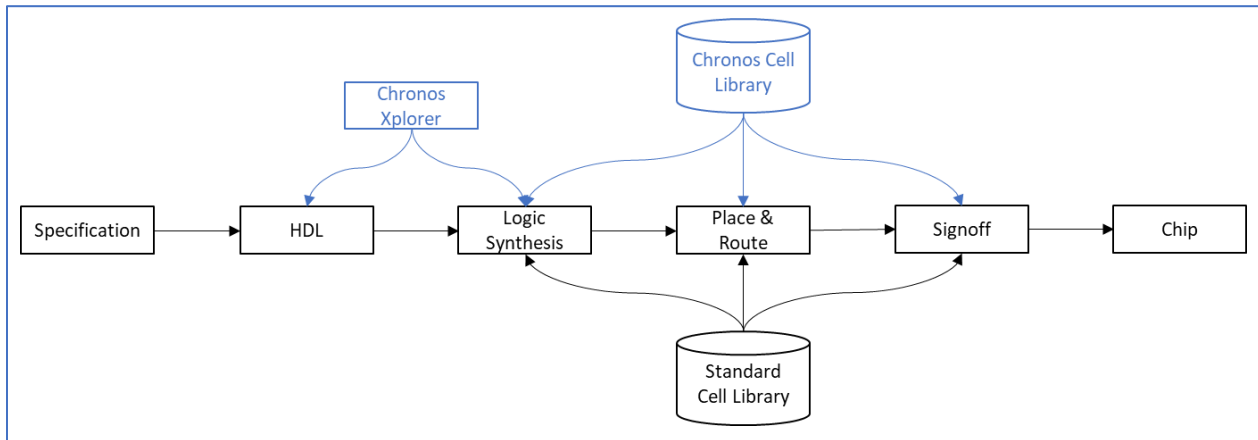 Chronos Cell
Library
Chronos
Xplorer
Specification
HDL
Logic
Synthesis
Place &
Route
Signoff
Chip
Standard
Cell Library